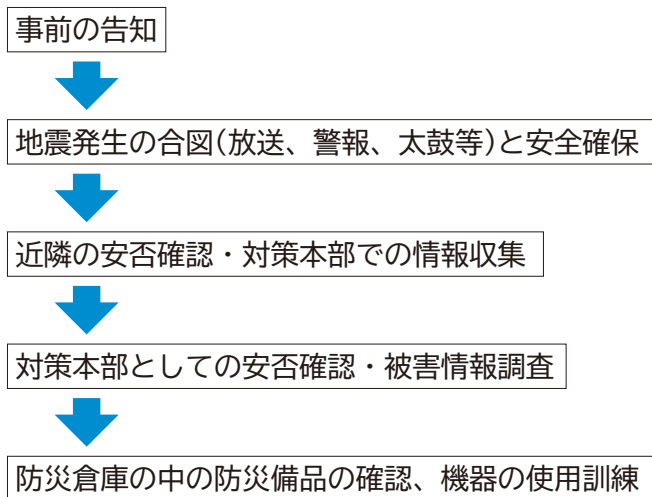 事前の告知
地震発生の合図(放送、警報、太鼓等)と安全確保
近隣の安否確認・対策本部での情報収集
対策本部としての安否確認・被害情報調査
防災倉庫の中の防災備品の確認、機器の使用訓練